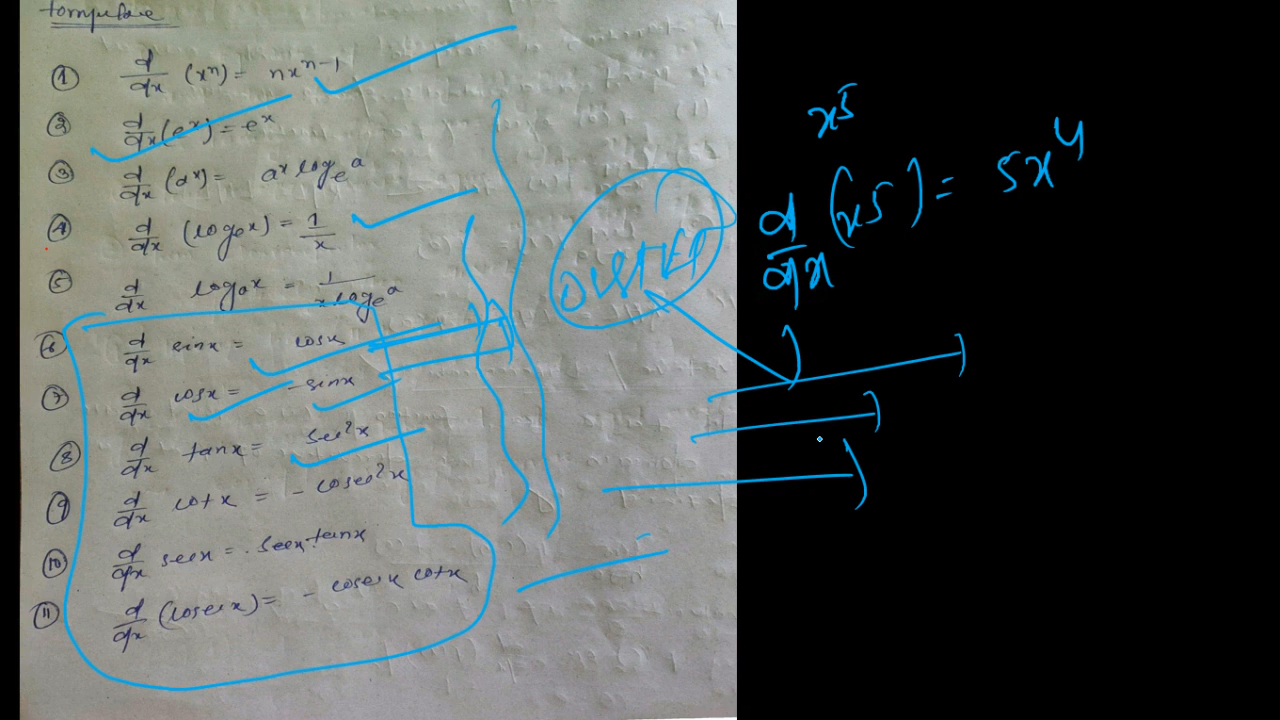 ① d/dx (xⁿ) = nxⁿ⁻¹
② d/dx (eˣ) = eˣ
③ d/dx (aˣ) = aˣ logₑa
④ d/dx (logₑx) = 1/x
⑤ d/dx logₐx = 1/(x logₑa)
⑥ d/dx sinx = cosx
⑦ d/dx cosx = -sinx
⑧ d/dx tanx = sec²x
⑨ d/dx cotx = - cosec²x
⑩ d/dx secx = secx.tanx
⑪ d/dx (cosecx) = - cosecx cotx
x⁵
d/dx (x5) = 5x⁴